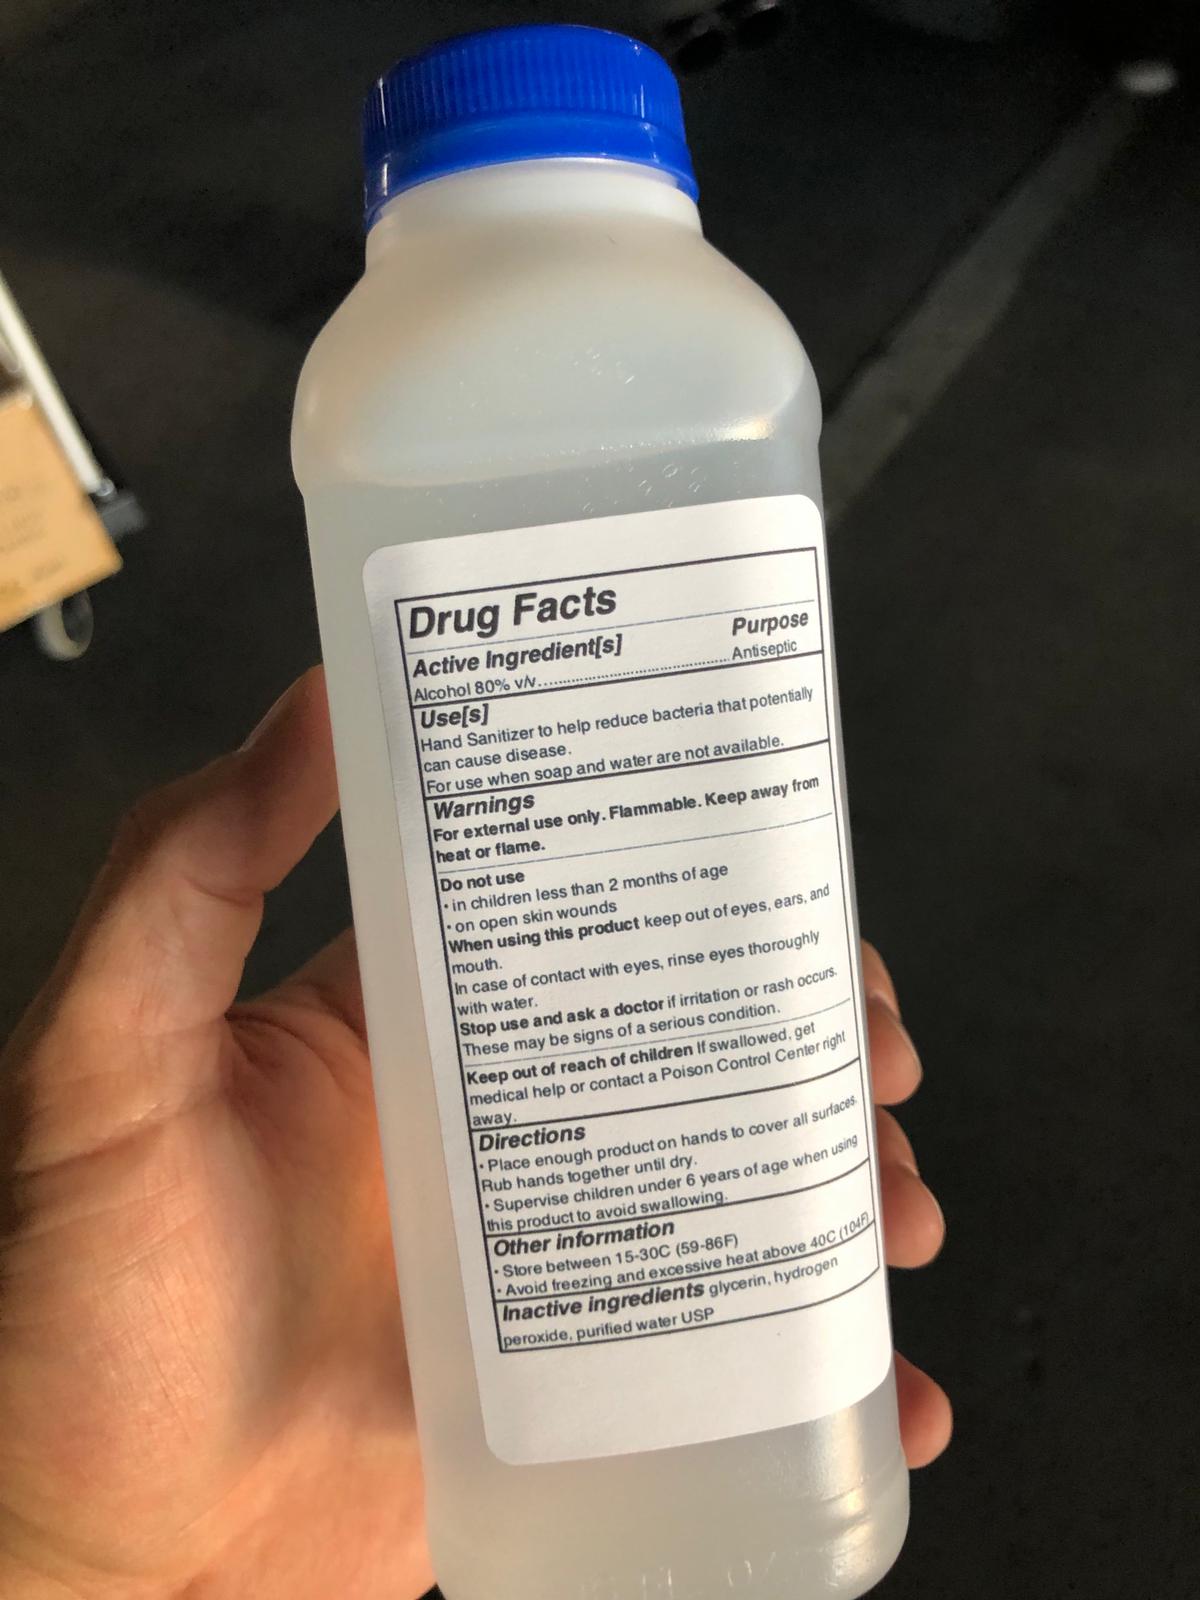 Drug Facts
Active Ingredient[s] Purpose
Alcohol 80% v/v..........................................Antiseptic
Use[s]
Hand Sanitizer to help reduce bacteria that potentially
can cause disease.
For use when soap and water are not available.
Warnings
For external use only. Flammable. Keep away from
heat or flame.
Do not use
• in children less than 2 months of age
• on open skin wounds
When using this product keep out of eyes, ears, and
mouth.
In case of contact with eyes, rinse eyes thoroughly
with water.
Stop use and ask a doctor if irritation or rash occurs.
These may be signs of a serious condition.
Keep out of reach of children If swallowed, get
medical help or contact a Poison Control Center right
away.
Directions
• Place enough product on hands to cover all surfaces.
Rub hands together until dry.
• Supervise children under 6 years of age when using
this product to avoid swallowing.
Other information
• Store between 15-30C (59-86F)
• Avoid freezing and excessive heat above 40C (104F)
Inactive ingredients glycerin, hydrogen
peroxide, purified water USP